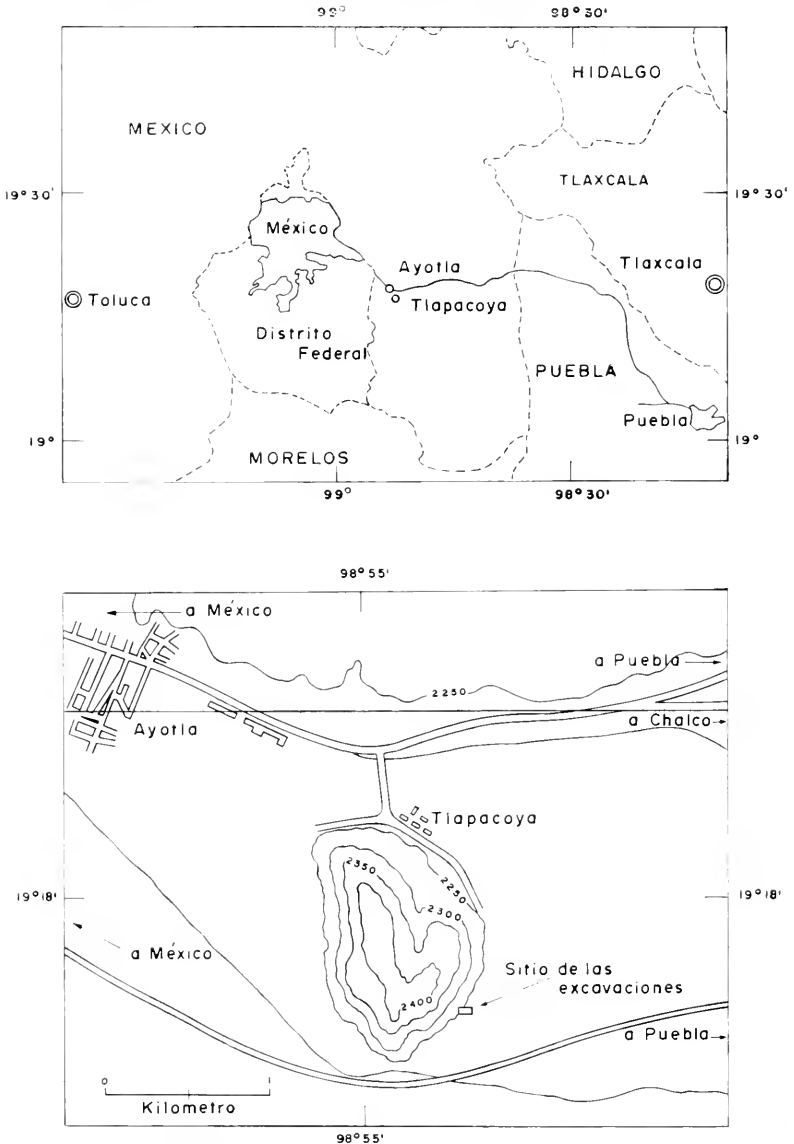 99°
98°30'
HIDALGO
MEXICO
TLAXCALA
19°30'
19°30'
México
Ayotla
Tlaxcala
Toluca
Tlapacoya
Distrito
Federal
PUEBLA
Puebla
19°
19°
MORELOS
99°
98°30'
98°55'
a México
a Puebla
2250
a Chalco
Ayotla
Tlapacoya
2350
2250
19°18'
19°18'
2300
a México
Sitio de las
excavaciones
2400
a Puebla
0
1
Kilometro
98°55'